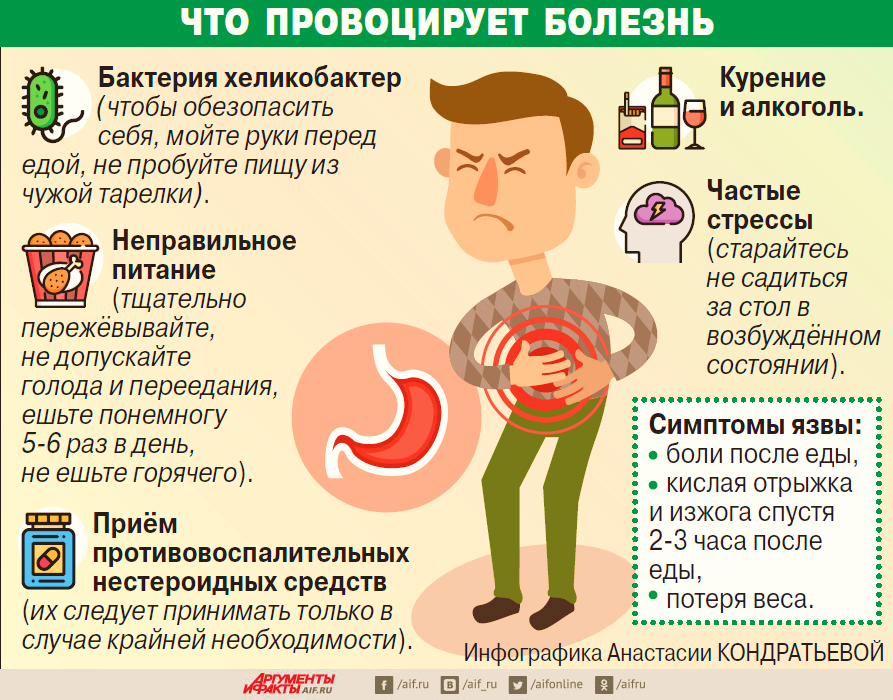 ЧТО ПРОВОЦИРУЕТ БОЛЕЗНЬ
Бактерия хеликобактер
(чтобы обезопасить
себя, мойте руки перед
едой, не пробуйте пищу из
чужой тарелки).
Неправильное
питание
(тщательно
пережёвывайте,
не допускайте
голода и переедания,
ешьте понемногу
5-6 раз в день,
не ешьте горячего).
Приём
противовоспалительных
нестероидных средств
(их следует принимать только в
случае крайней необходимости).
Курение
и алкоголь.
Частые
стрессы
(старайтесь
не садиться
за стол в
возбуждённом
состоянии).
Симптомы язвы:
• боли после еды,
• кислая отрыжка
и изжога спустя
2-3 часа после
еды,
• потеря веса.
Инфографика Анастасии КОНДРАТЬЕВОЙ
АРГУМЕНТЫ
И ФАКТЫ AIF.RU
f /aif.ru B /aif_ru /aifonline /aifru